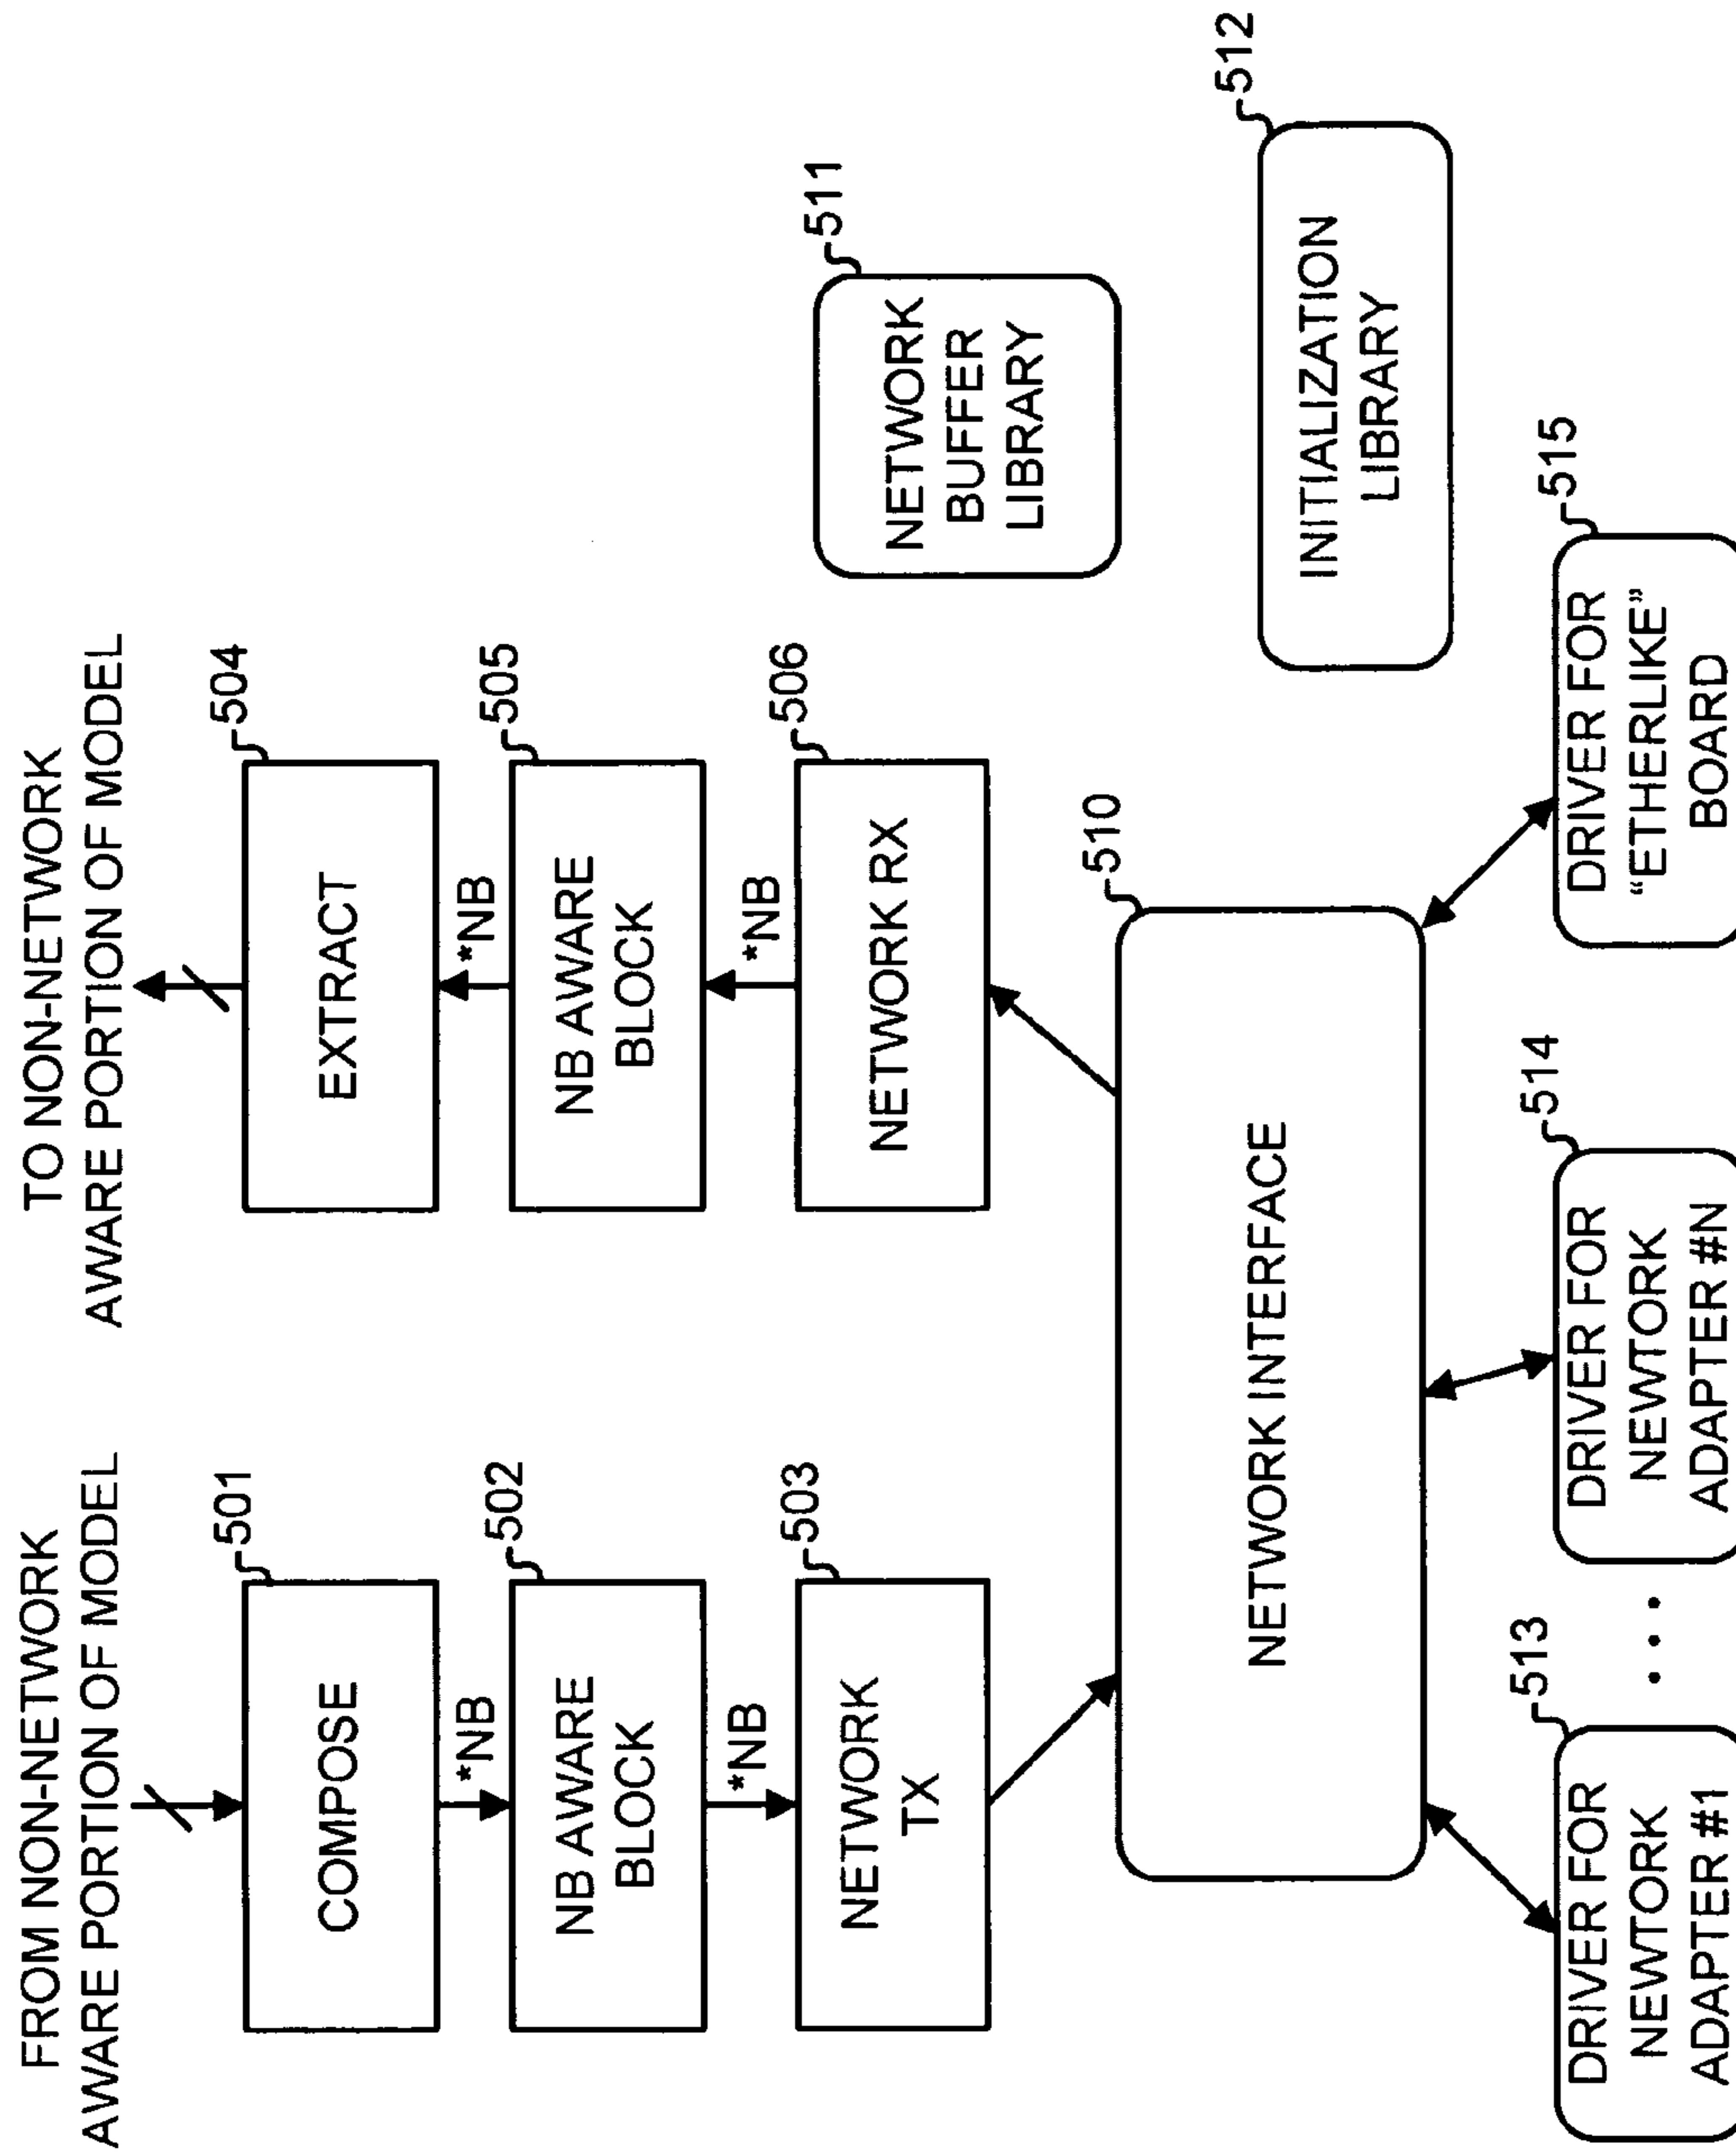 FROM NON-NETWORK
AWARE PORTION OF MODEL
TO NON-NETWORK
AWARE PORTION OF MODEL
501
COMPOSE
*NB
502
NB AWARE
BLOCK
*NB
503
NETWORK
TX
504
EXTRACT
*NB
505
NB AWARE
BLOCK
*NB
506
NETWORK RX
510
NETWORK INTERFACE
511
NETWORK
BUFFER
LIBRARY
512
INITIALIZATION
LIBRARY
513
DRIVER FOR
NEWTORK
ADAPTER #1
. . .
514
DRIVER FOR
NEWTORK
ADAPTER #N
515
DRIVER FOR
“ETHERLIKE”
BOARD